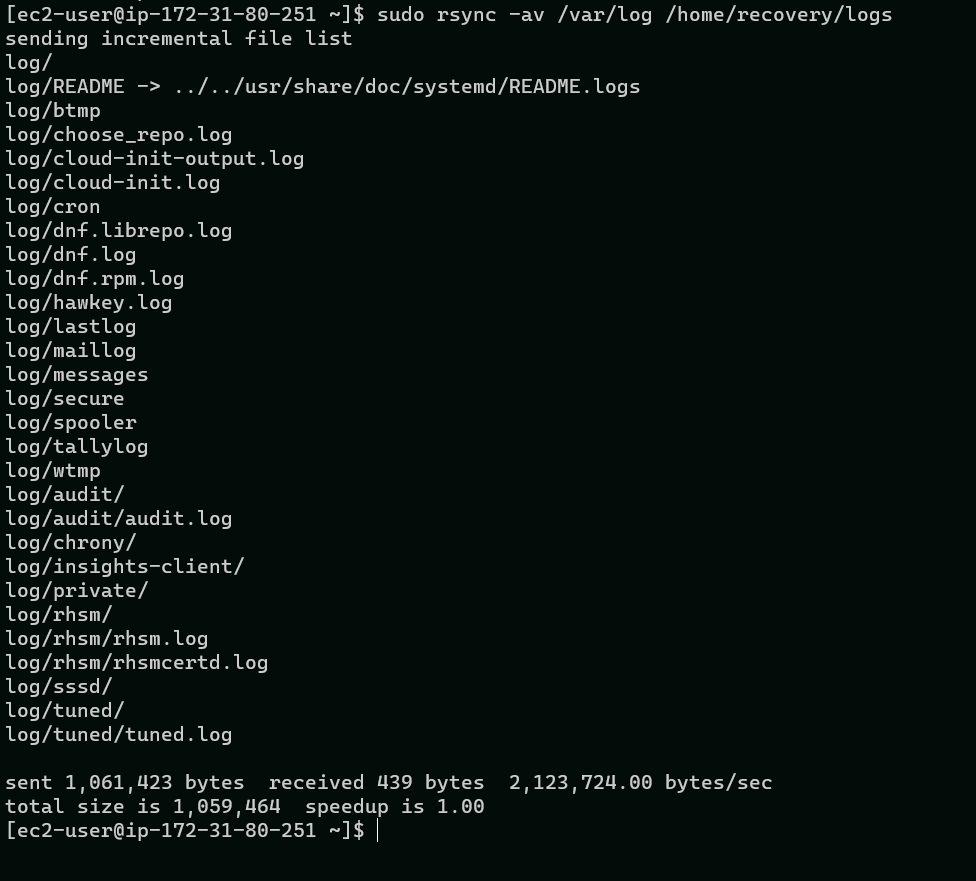 [ec2-user@ip-172-31-80-251 ~]$ sudo rsync -av /var/log /home/recovery/logs
sending incremental file list
log/
log/README -> ../../usr/share/doc/systemd/README.logs
log/btmp
log/choose_repo.log
log/cloud-init-output.log
log/cloud-init.log
log/cron
log/dnf.librepo.log
log/dnf.log
log/dnf.rpm.log
log/hawkey.log
log/lastlog
log/maillog
log/messages
log/secure
log/spooler
log/tallylog
log/wtmp
log/audit/
log/audit/audit.log
log/chrony/
log/insights-client/
log/private/
log/rhsm/
log/rhsm/rhsm.log
log/rhsm/rhsmcertd.log
log/sssd/
log/tuned/
log/tuned/tuned.log

sent 1,061,423 bytes  received 439 bytes  2,123,724.00 bytes/sec
total size is 1,059,464  speedup is 1.00
[ec2-user@ip-172-31-80-251 ~]$